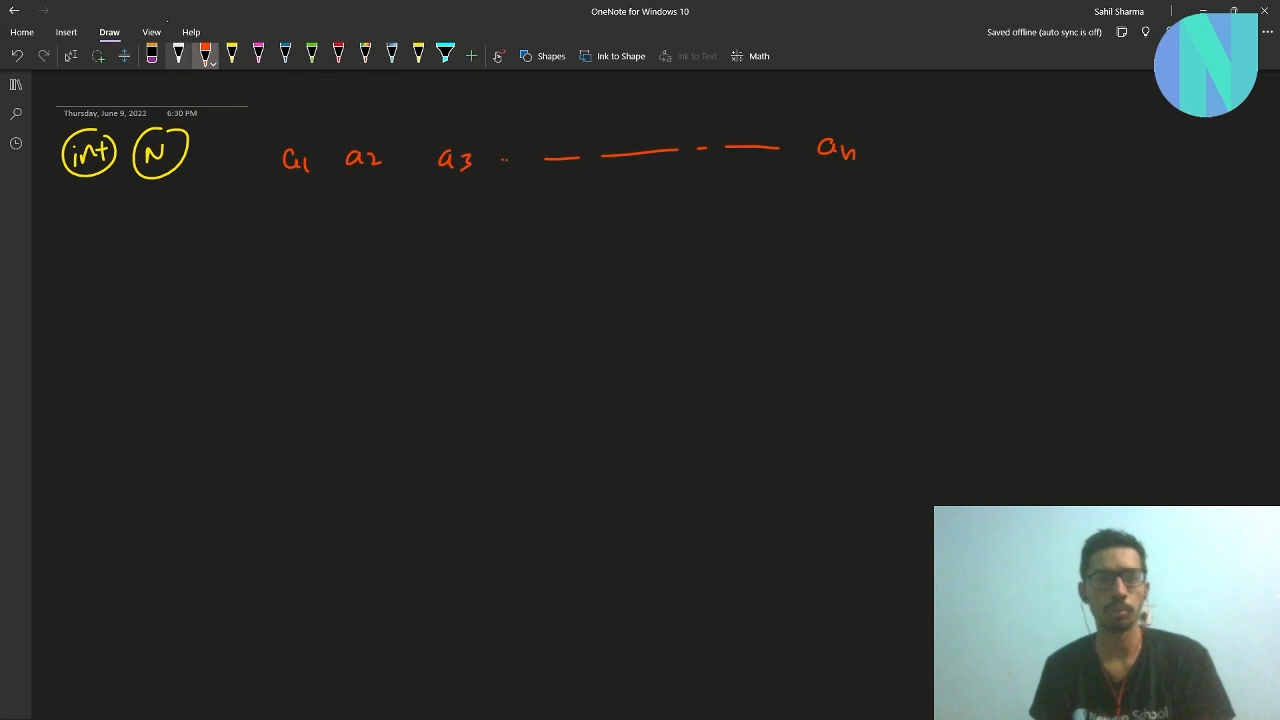 OneNote for Windows 10
Sahil Sharma
Home Insert Draw View Help
Saved offline (auto sync is off)
Shapes Ink to Shape Ink to Text Math
Thursday, June 9, 2022 6:30 PM
int N a1 a2 a3 .. — — - — an
School